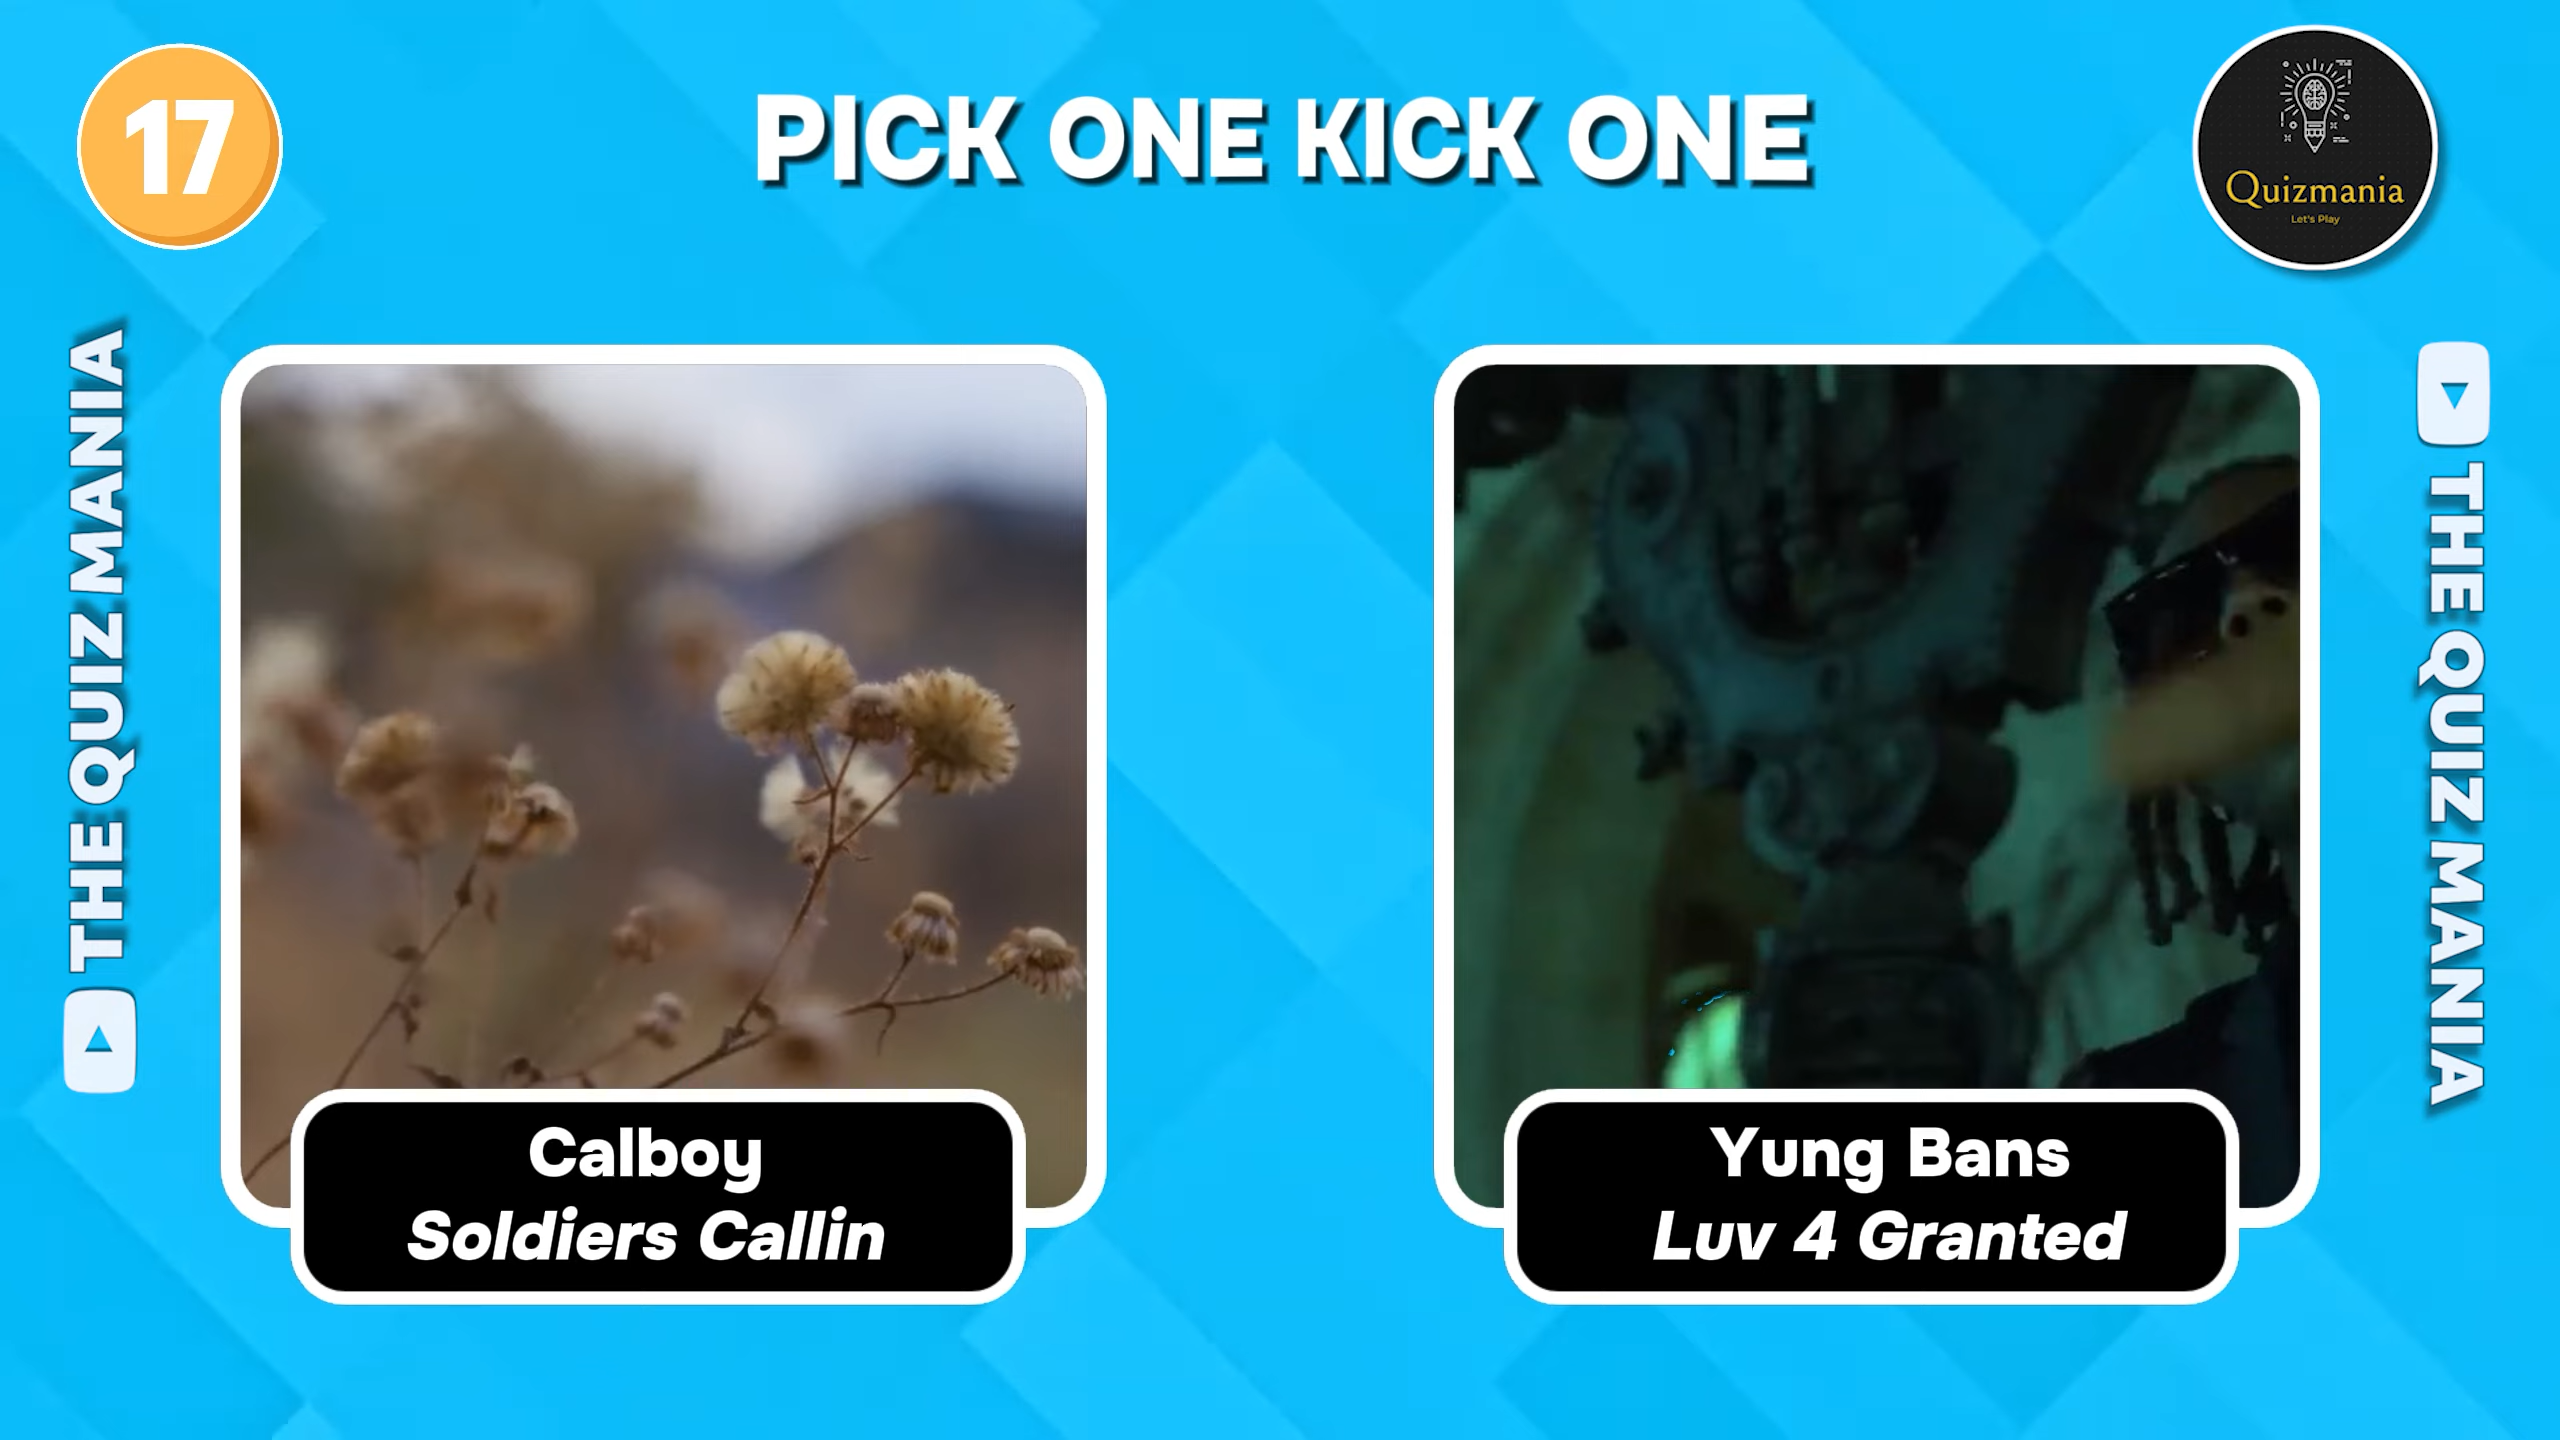 17
PICK ONE KICK ONE
Quizmania
Let's Play
THE QUIZ MANIA
THE QUIZ MANIA
Calboy
Soldiers Callin
Yung Bans
Luv 4 Granted